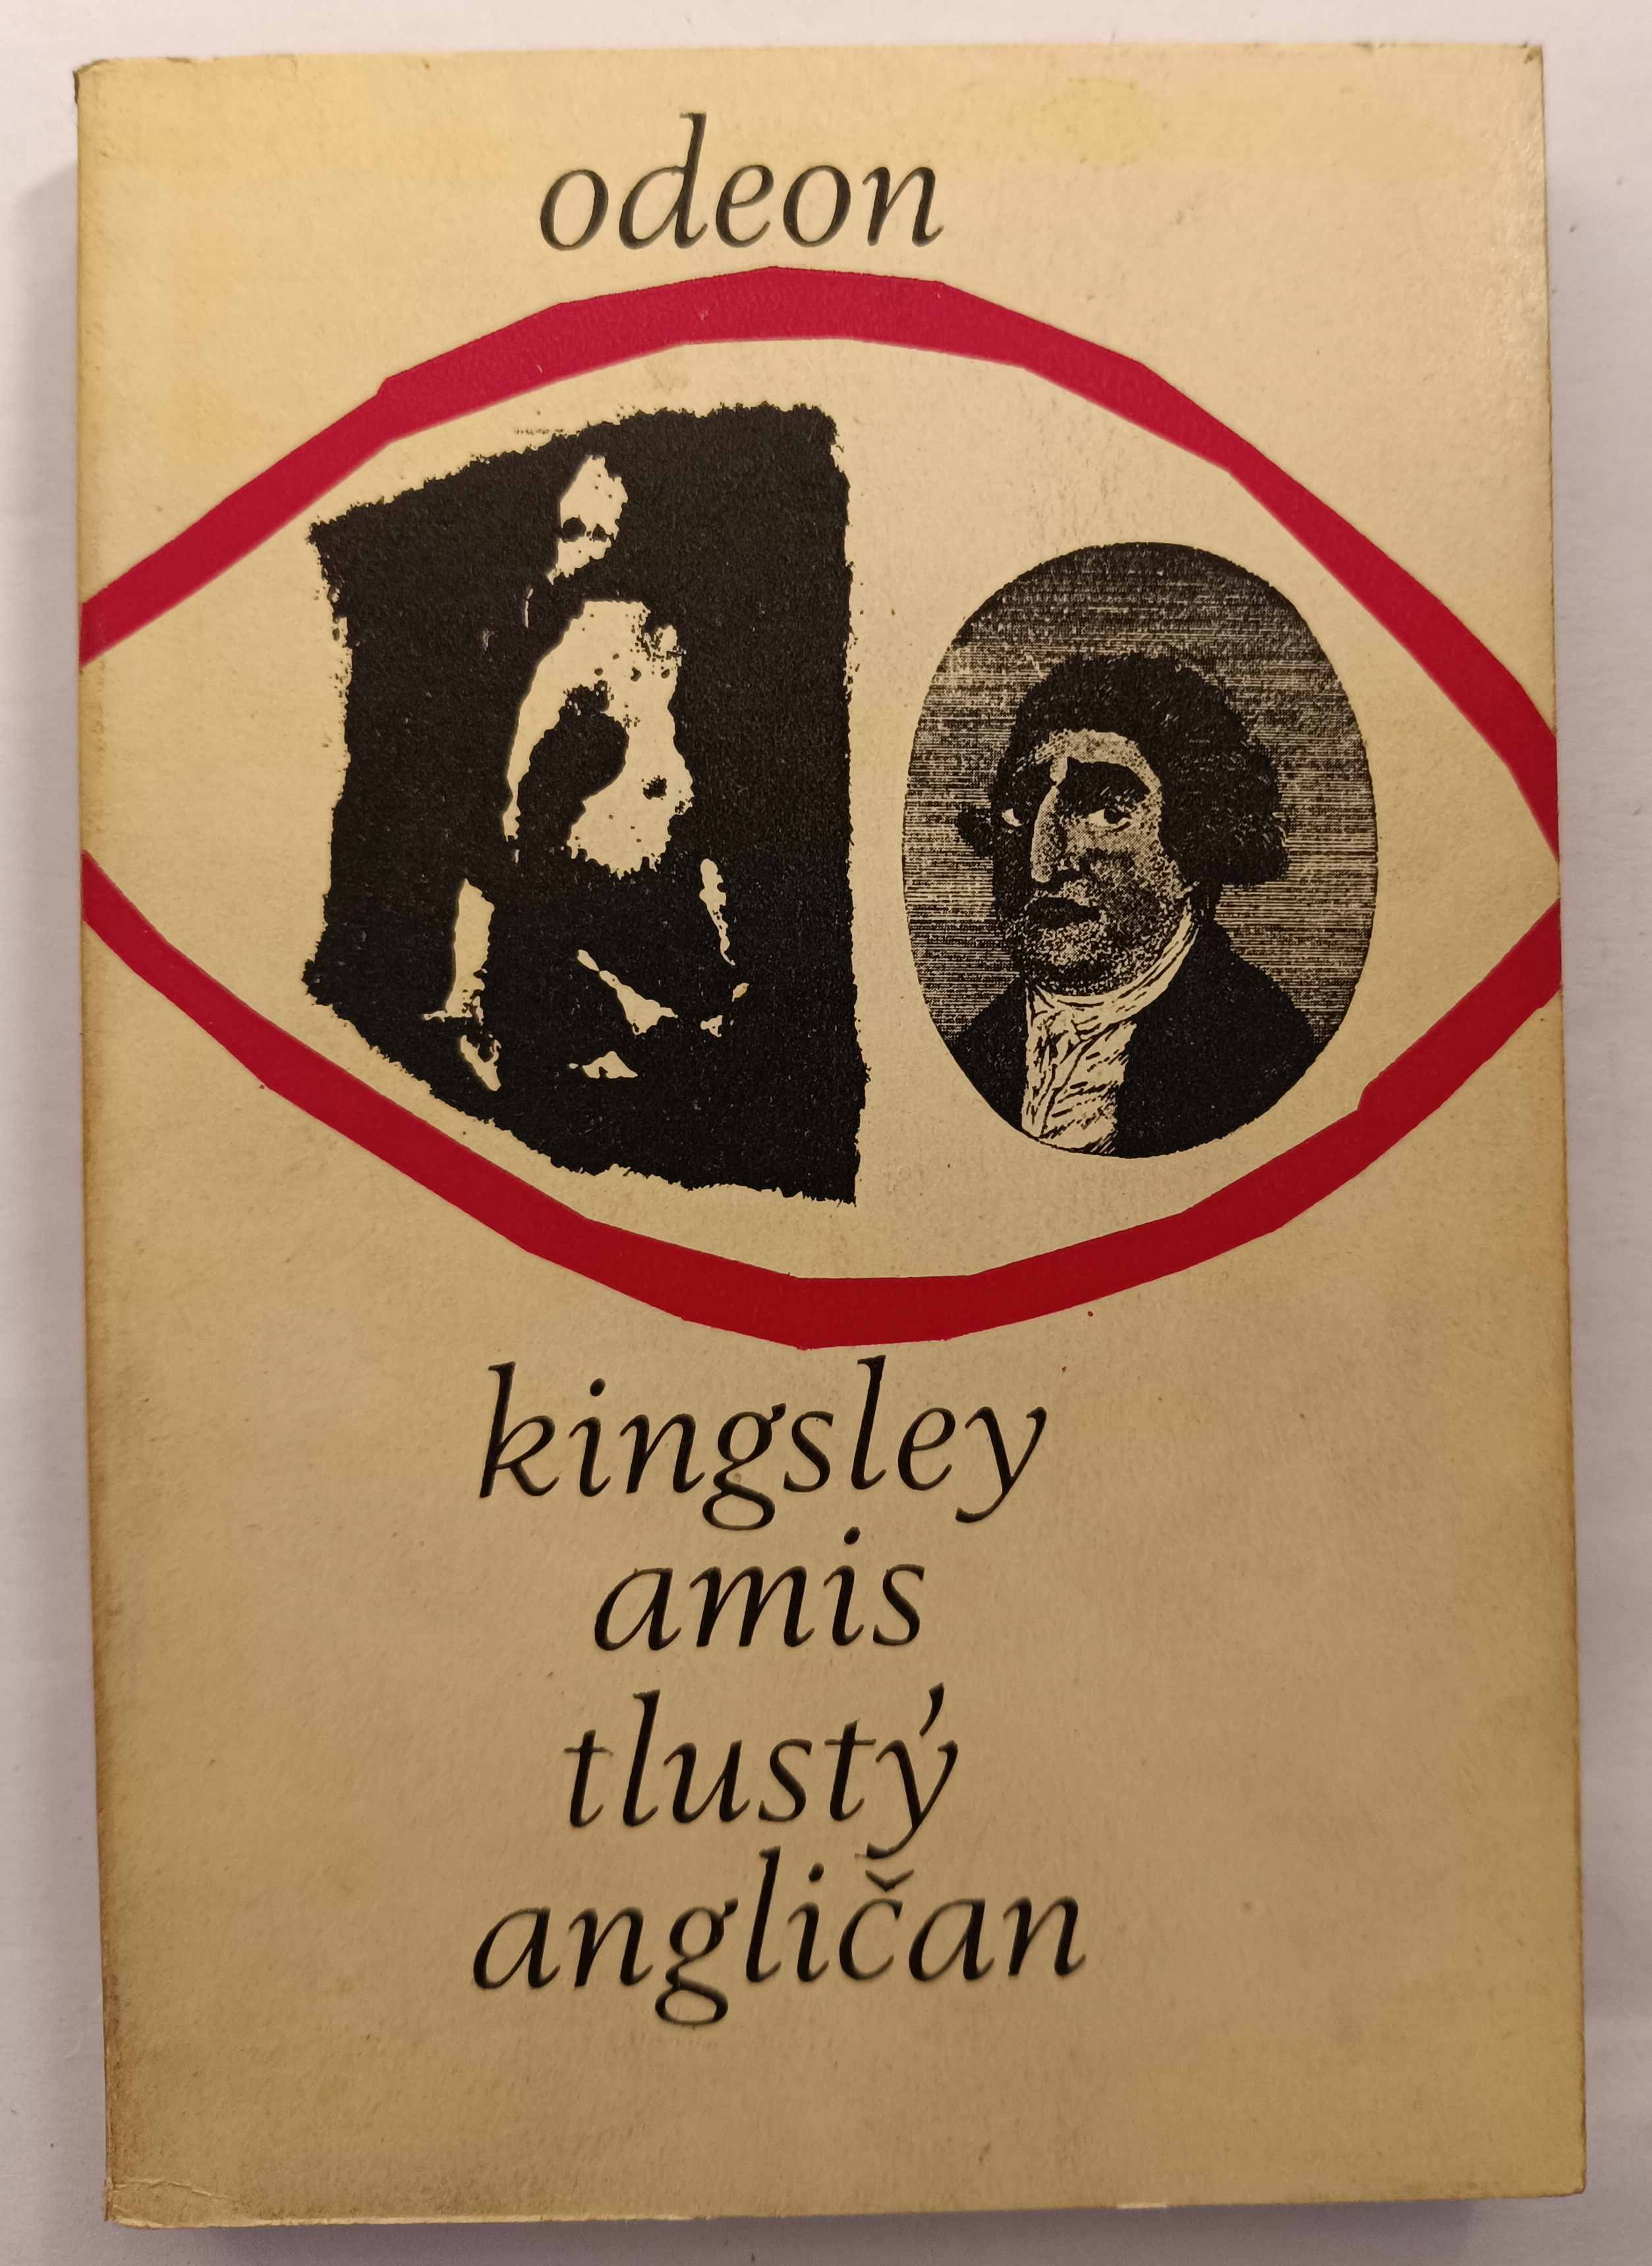 odeon
kingsley
amis
tlustý
angličan